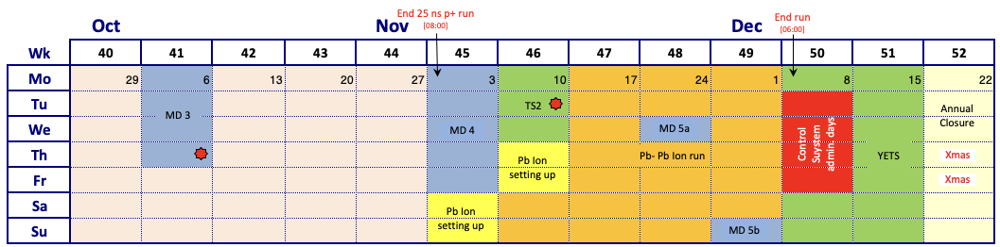 End 25 ns p+ run
[08:00]
End run
[06:00]
Oct Nov Dec
Wk 40 41 42 43 44 45 46 47 48 49 50 51 52
Mo 29 6 13 20 27 3 10 17 24 1 8 15 22
Tu
We
Th
Fr
Sa
Su
MD 3
MD 4
TS2
Pb Ion
setting up
Pb Ion
setting up
MD 5a
Pb- Pb Ion run
MD 5b
Control
Suystem
admin. days
YETS
Annual
Closure
Xmas
Xmas